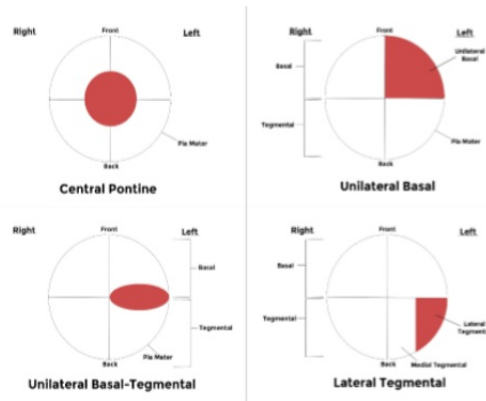 Right
Front
Left
Back
Pia Mater
Central Pontine
Front
Left
Basal
Unilateral
Basal
Tegmental
Pia Mater
Back
Unilateral Basal
Right
Front
Left
Basal
Tegmental
Pia Mater
Back
Unilateral Basal-Tegmental
Right
Front
Left
Basal
Tegmental
Lateral
Tegment
Back
Medial Tegmental
Lateral Tegmental